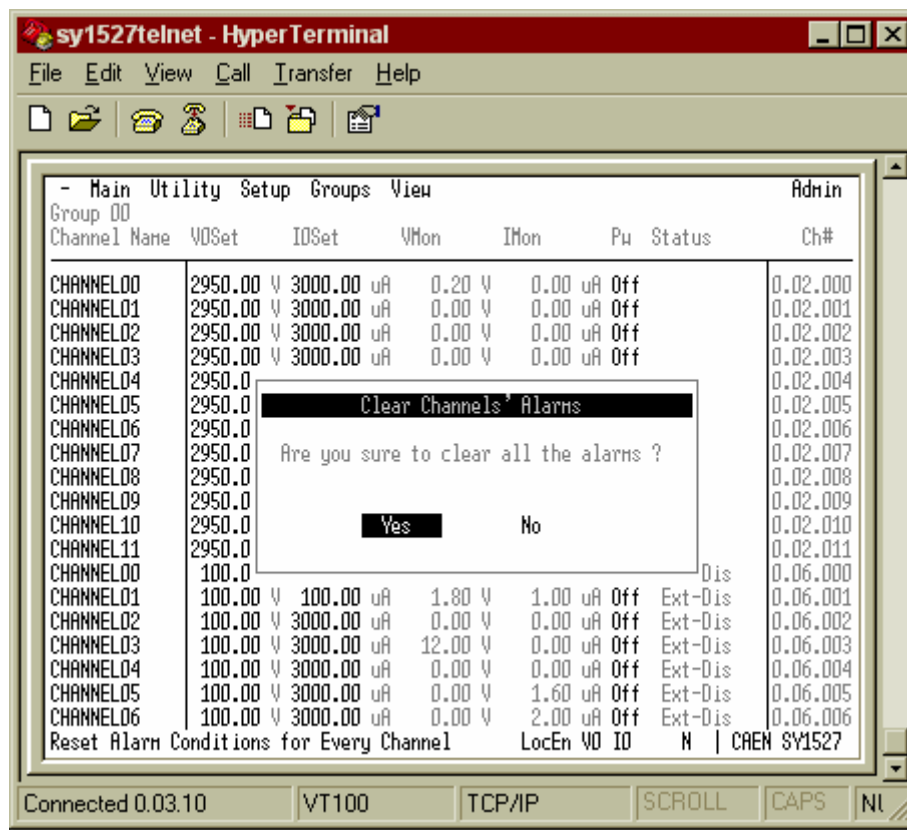 sy1527telnet - HyperTerminal
File Edit View Call Transfer Help
- Main Utility Setup Groups View Admin
Group 00
Channel Name V0Set I0Set VMon IMon Pw Status Ch#
CHANNEL00 2950.00 V 3000.00 uA 0.20 V 0.00 uA Off 0.02.000
CHANNEL01 2950.00 V 3000.00 uA 0.00 V 0.00 uA Off 0.02.001
CHANNEL02 2950.00 V 3000.00 uA 0.00 V 0.00 uA Off 0.02.002
CHANNEL03 2950.00 V 3000.00 uA 0.00 V 0.00 uA Off 0.02.003
CHANNEL04 2950.0 0.02.004
CHANNEL05 2950.0 Clear Channels' Alarms 0.02.005
CHANNEL06 2950.0 0.02.006
CHANNEL07 2950.0 Are you sure to clear all the alarms ? 0.02.007
CHANNEL08 2950.0 0.02.008
CHANNEL09 2950.0 0.02.009
CHANNEL10 2950.0 Yes No 0.02.010
CHANNEL11 2950.0 0.02.011
CHANNEL00 100.0 Dis 0.06.000
CHANNEL01 100.00 V 100.00 uA 1.80 V 1.00 uA Off Ext-Dis 0.06.001
CHANNEL02 100.00 V 3000.00 uA 0.00 V 0.00 uA Off Ext-Dis 0.06.002
CHANNEL03 100.00 V 3000.00 uA 12.00 V 0.00 uA Off Ext-Dis 0.06.003
CHANNEL04 100.00 V 3000.00 uA 0.00 V 0.00 uA Off Ext-Dis 0.06.004
CHANNEL05 100.00 V 3000.00 uA 0.00 V 1.60 uA Off Ext-Dis 0.06.005
CHANNEL06 100.00 V 3000.00 uA 0.00 V 2.00 uA Off Ext-Dis 0.06.006
Reset Alarm Conditions for Every Channel LocEn V0 I0 N | CAEN SY1527
Connected 0.03.10 VT100 TCP/IP SCROLL CAPS NU